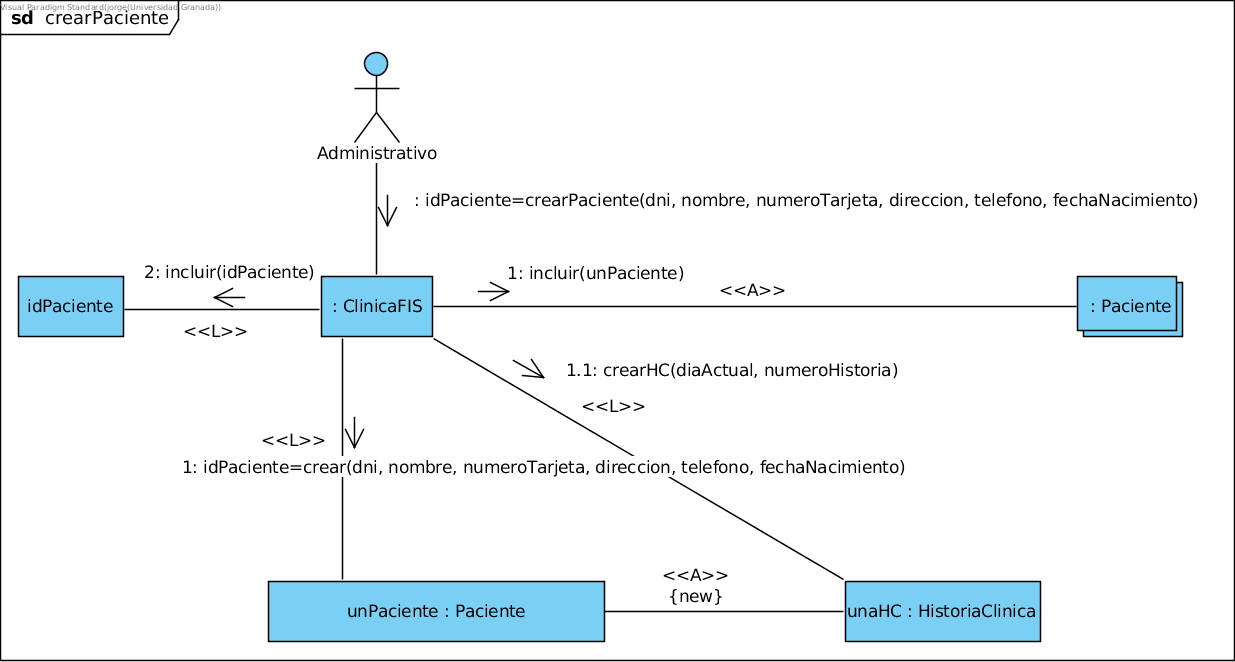 Visual Paradigm Standard(jorge(Universidad Granada))
sd crearPaciente
Administrativo
: idPaciente=crearPaciente(dni, nombre, numeroTarjeta, direccion, telefono, fechaNacimiento)
2: incluir(idPaciente)
1: incluir(unPaciente)
<<A>>
idPaciente
: ClinicaFIS
: Paciente
<<L>>
1.1: crearHC(diaActual, numeroHistoria)
<<L>>
<<L>>
1: idPaciente=crear(dni, nombre, numeroTarjeta, direccion, telefono, fechaNacimiento)
<<A>>
{new}
unPaciente : Paciente
unaHC : HistoriaClinica